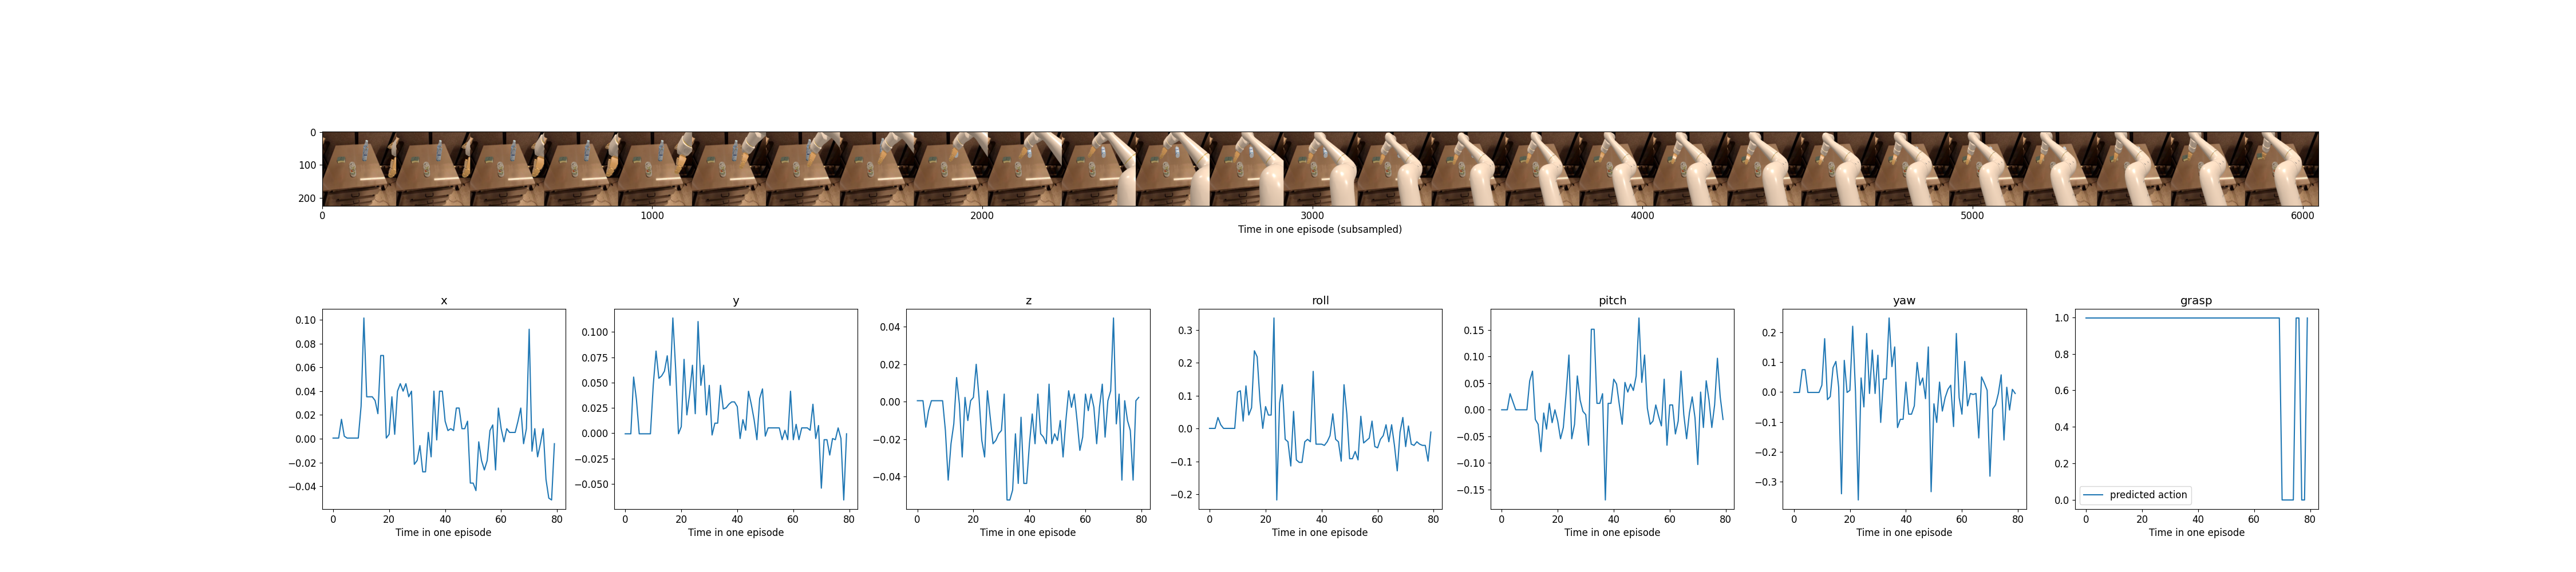 0
100
200
0 1000 2000 3000 4000 5000 6000
Time in one episode (subsampled)
x
0.10
0.08
0.06
0.04
0.02
0.00
−0.02
−0.04
0 20 40 60 80
Time in one episode
y
0.100
0.075
0.050
0.025
0.000
−0.025
−0.050
0 20 40 60 80
Time in one episode
z
0.04
0.02
0.00
−0.02
−0.04
0 20 40 60 80
Time in one episode
roll
0.3
0.2
0.1
0.0
−0.1
−0.2
0 20 40 60 80
Time in one episode
pitch
0.15
0.10
0.05
0.00
−0.05
−0.10
−0.15
0 20 40 60 80
Time in one episode
yaw
0.2
0.1
0.0
−0.1
−0.2
−0.3
0 20 40 60 80
Time in one episode
grasp
1.0
0.8
0.6
0.4
0.2
0.0
predicted action
0 20 40 60 80
Time in one episode